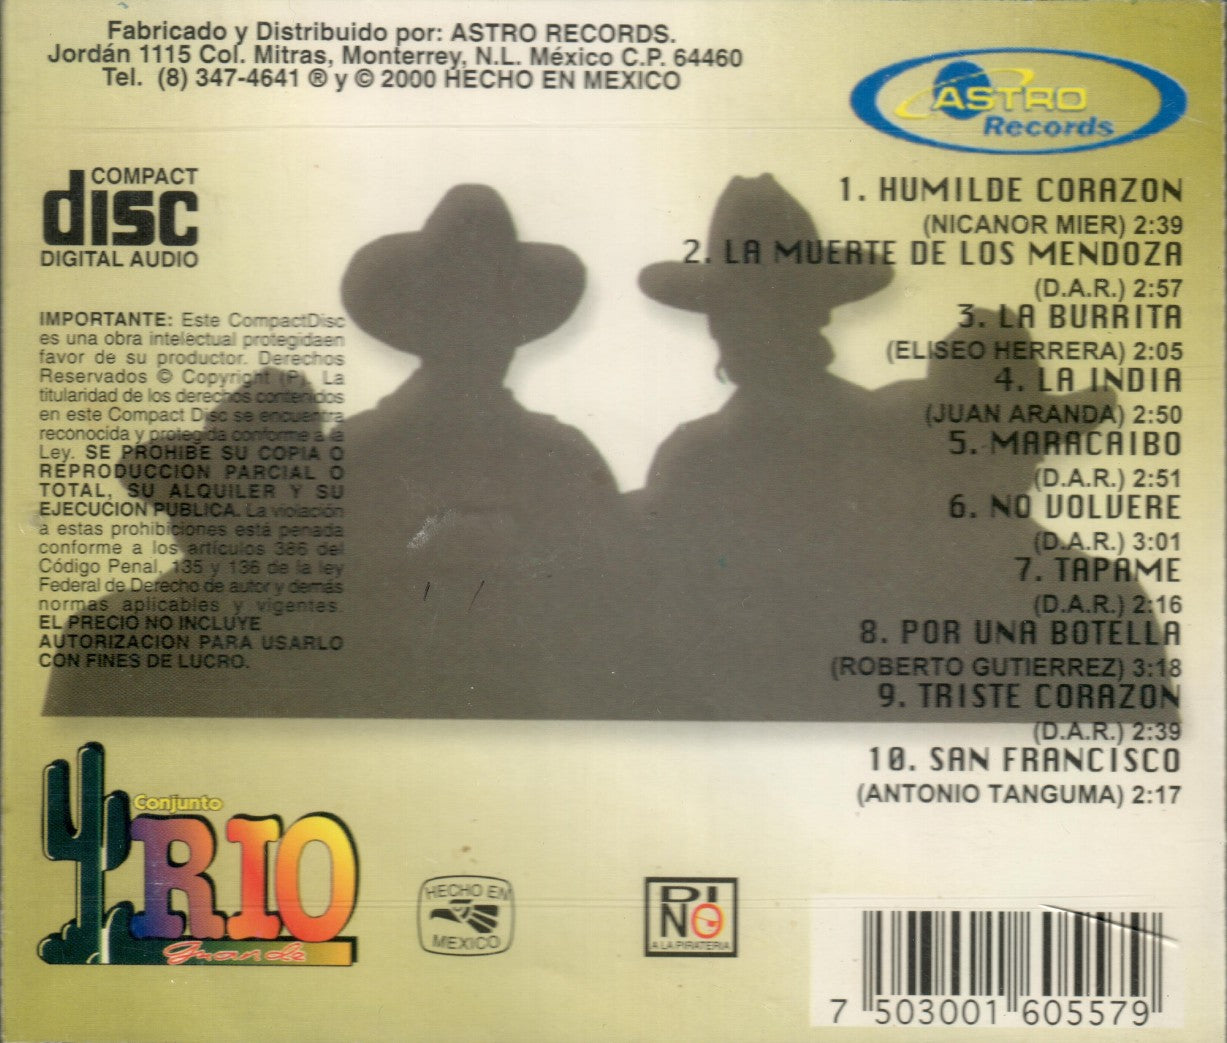 Fabricado y Distribuido por: ASTRO RECORDS.
Jordán 1115 Col. Mitras, Monterrey, N.L. México C.P. 64460
Tel. (8) 347-4641 ® y © 2000 HECHO EN MEXICO
ASTRO
Records
COMPACT
disc
DIGITAL AUDIO
IMPORTANTE: Este CompactDisc
es una obra intelectual protegidaen
favor de su productor. Derechos
Reservados © Copyright (P). La
titularidad de los derechos contenidos
en este Compact Disc se encuentra
reconocida y protegida conforme a la
Ley. SE PROHIBE SU COPIA O
REPRODUCCION PARCIAL O
TOTAL, SU ALQUILER Y SU
EJECUCION PUBLICA. La violación
a estas prohibiciones está penada
conforme a los artículos 386 del
Código Penal, 135 y 136 de la ley
Federal de Derecho de autor y demás
normas aplicables y vigentes.
EL PRECIO NO INCLUYE
AUTORIZACION PARA USARLO
CON FINES DE LUCRO.
1. HUMILDE CORAZON
(NICANOR MIER) 2:39
2. LA MUERTE DE LOS MENDOZA
(D.A.R.) 2:57
3. LA BURRITA
(ELISEO HERRERA) 2:05
4. LA INDIA
(JUAN ARANDA) 2:50
5. MARACAIBO
(D.A.R.) 2:51
6. NO VOLVERE
(D.A.R.) 3:01
7. TAPAME
(D.A.R.) 2:16
8. POR UNA BOTELLA
(ROBERTO GUTIERREZ) 3:18
9. TRISTE CORAZON
(D.A.R.) 2:39
10. SAN FRANCISCO
(ANTONIO TANGUMA) 2:17
Conjunto
RIO
Grande
HECHO EN
MEXICO
DI
NO
A LA PIRATERIA
7 503001 605579